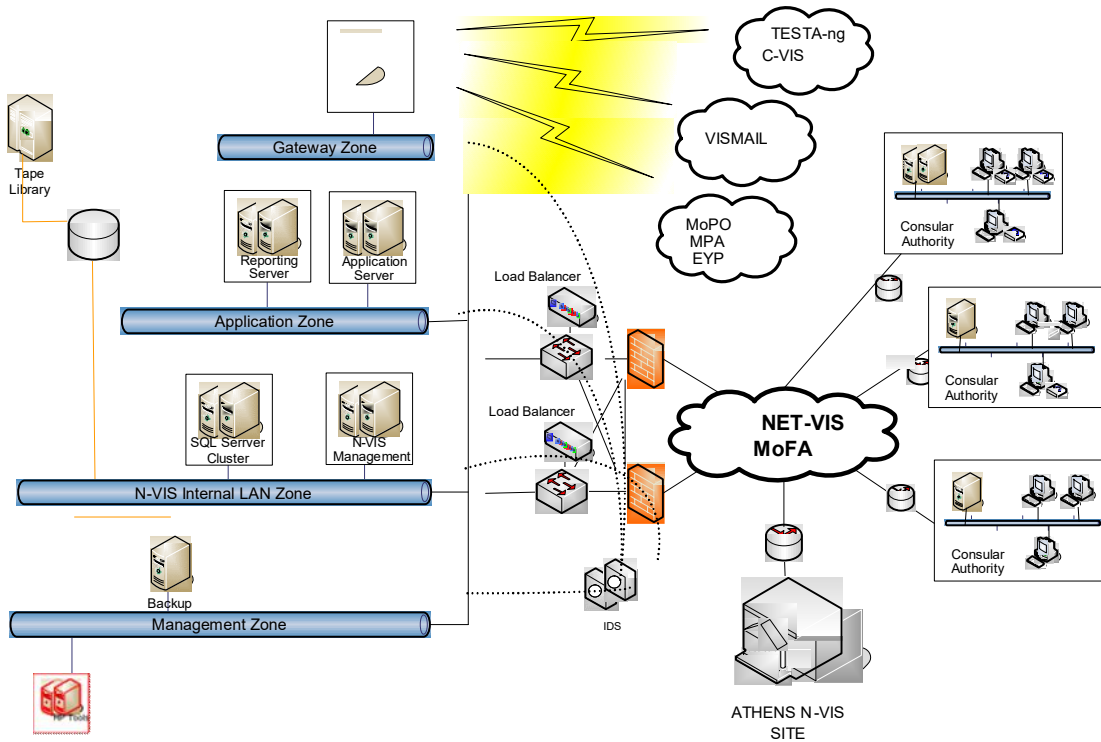 TESTA-ng
C-VIS
VISMAIL
MoPO
MPA
EYP
Gateway Zone
Tape
Library
Reporting
Server
Application
Server
Application Zone
Load Balancer
Load Balancer
SQL Server
Cluster
N-VIS
Management
N-VIS Internal LAN Zone
Backup
Management Zone
HP Tools
IDS
NET-VIS
MoFA
Consular
Authority
Consular
Authority
Consular
Authority
ATHENS N-VIS
SITE